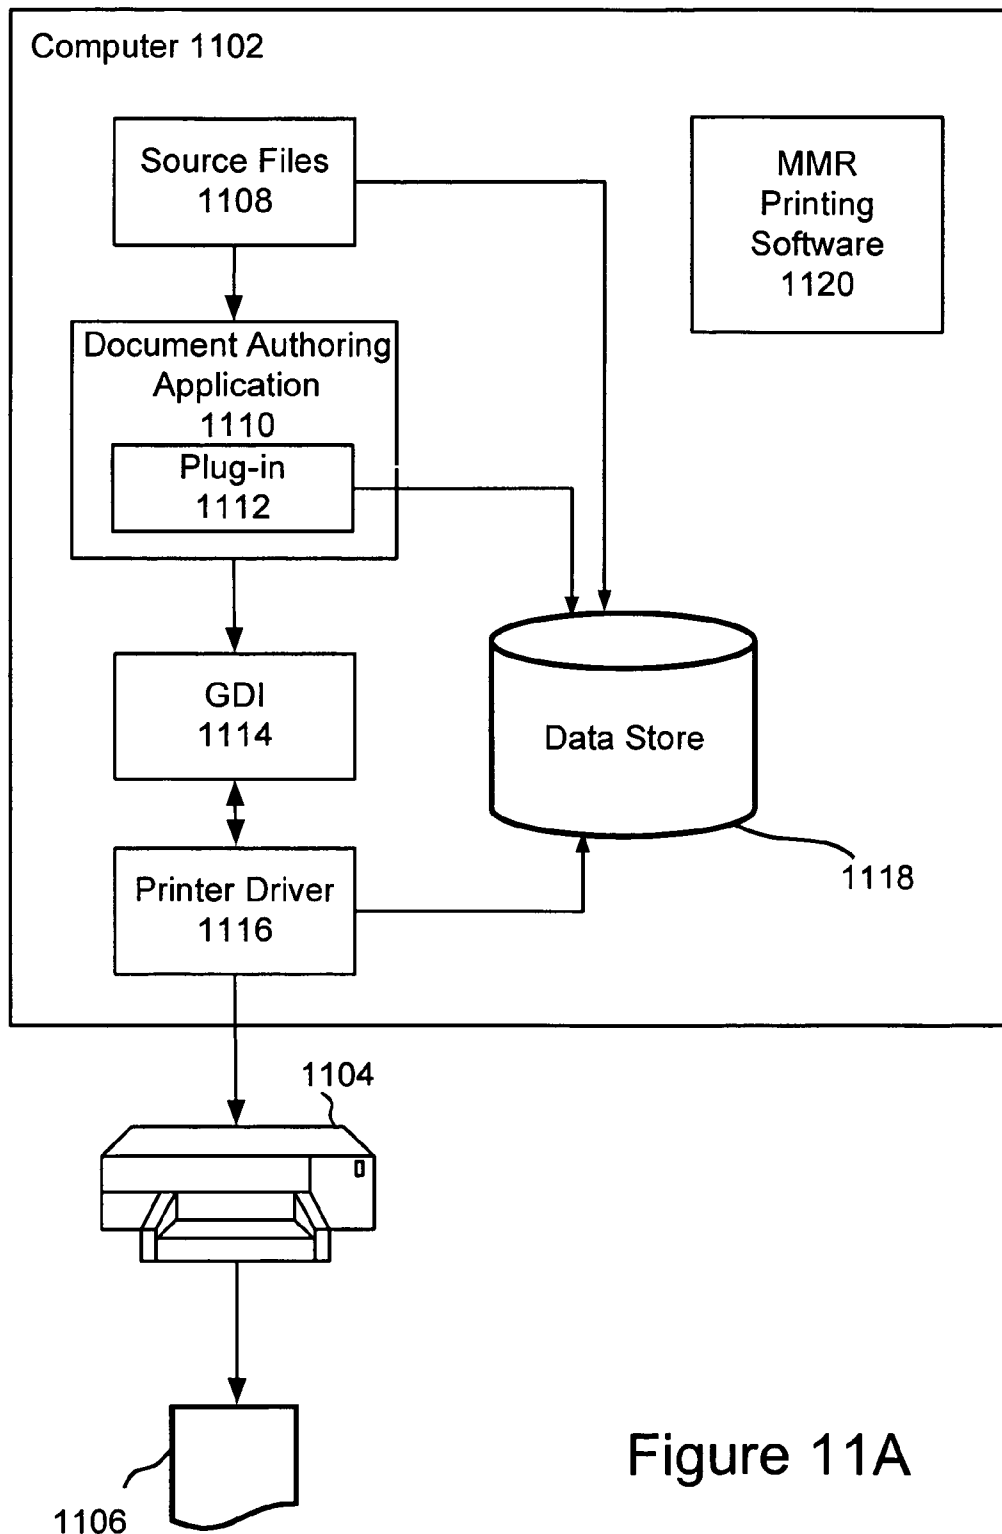 Computer 1102
Source Files
1108
MMR
Printing
Software
1120
Document Authoring
Application
1110
Plug-in
1112
GDI
1114
Data Store
1118
Printer Driver
1116
1104
1106
Figure 11A